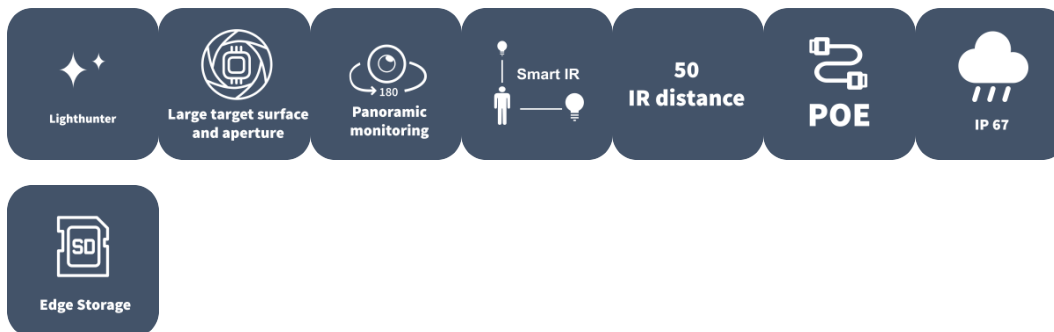 Lighthunter
Large target surface
and aperture
180
Panoramic
monitoring
Smart IR
50
IR distance
POE
IP 67
SD
Edge Storage